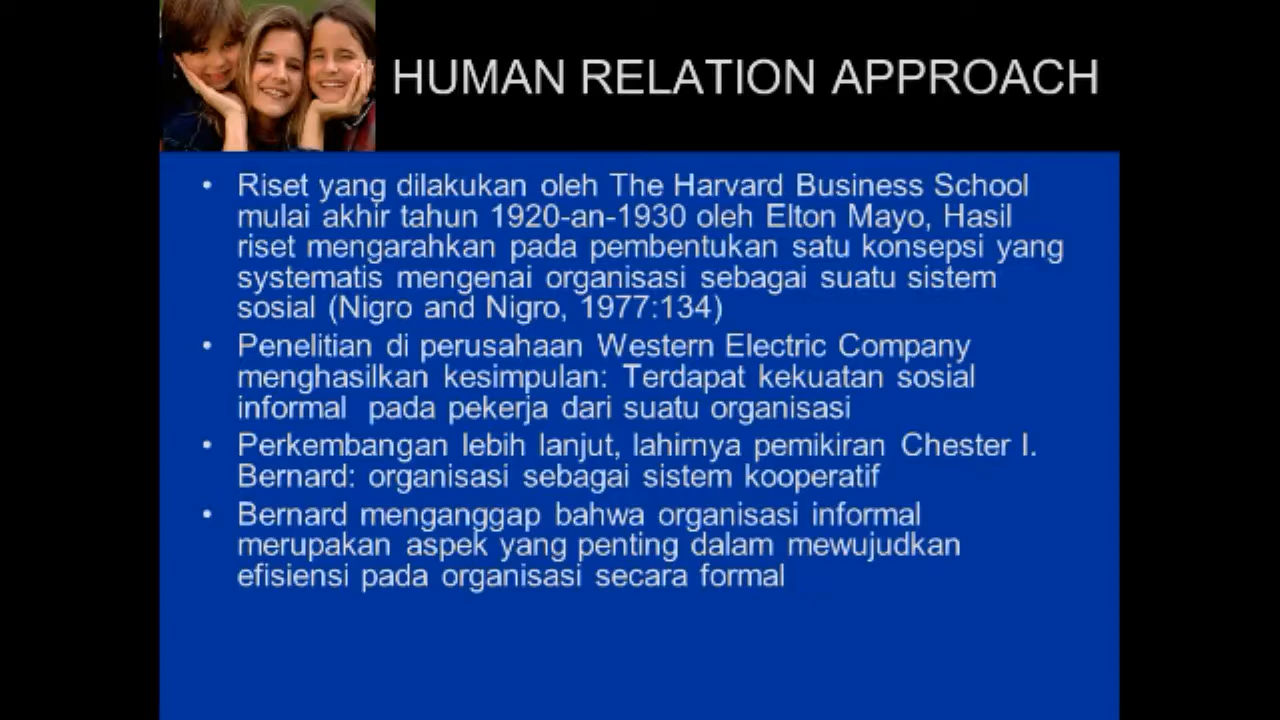 HUMAN RELATION APPROACH
• Riset yang dilakukan oleh The Harvard Business School
mulai akhir tahun 1920-an-1930 oleh Elton Mayo, Hasil
riset mengarahkan pada pembentukan satu konsepsi yang
systematis mengenai organisasi sebagai suatu sistem
sosial (Nigro and Nigro, 1977:134)
• Penelitian di perusahaan Western Electric Company
menghasilkan kesimpulan: Terdapat kekuatan sosial
informal pada pekerja dari suatu organisasi
• Perkembangan lebih lanjut, lahirnya pemikiran Chester I.
Bernard: organisasi sebagai sistem kooperatif
• Bernard menganggap bahwa organisasi informal
merupakan aspek yang penting dalam mewujudkan
efisiensi pada organisasi secara formal